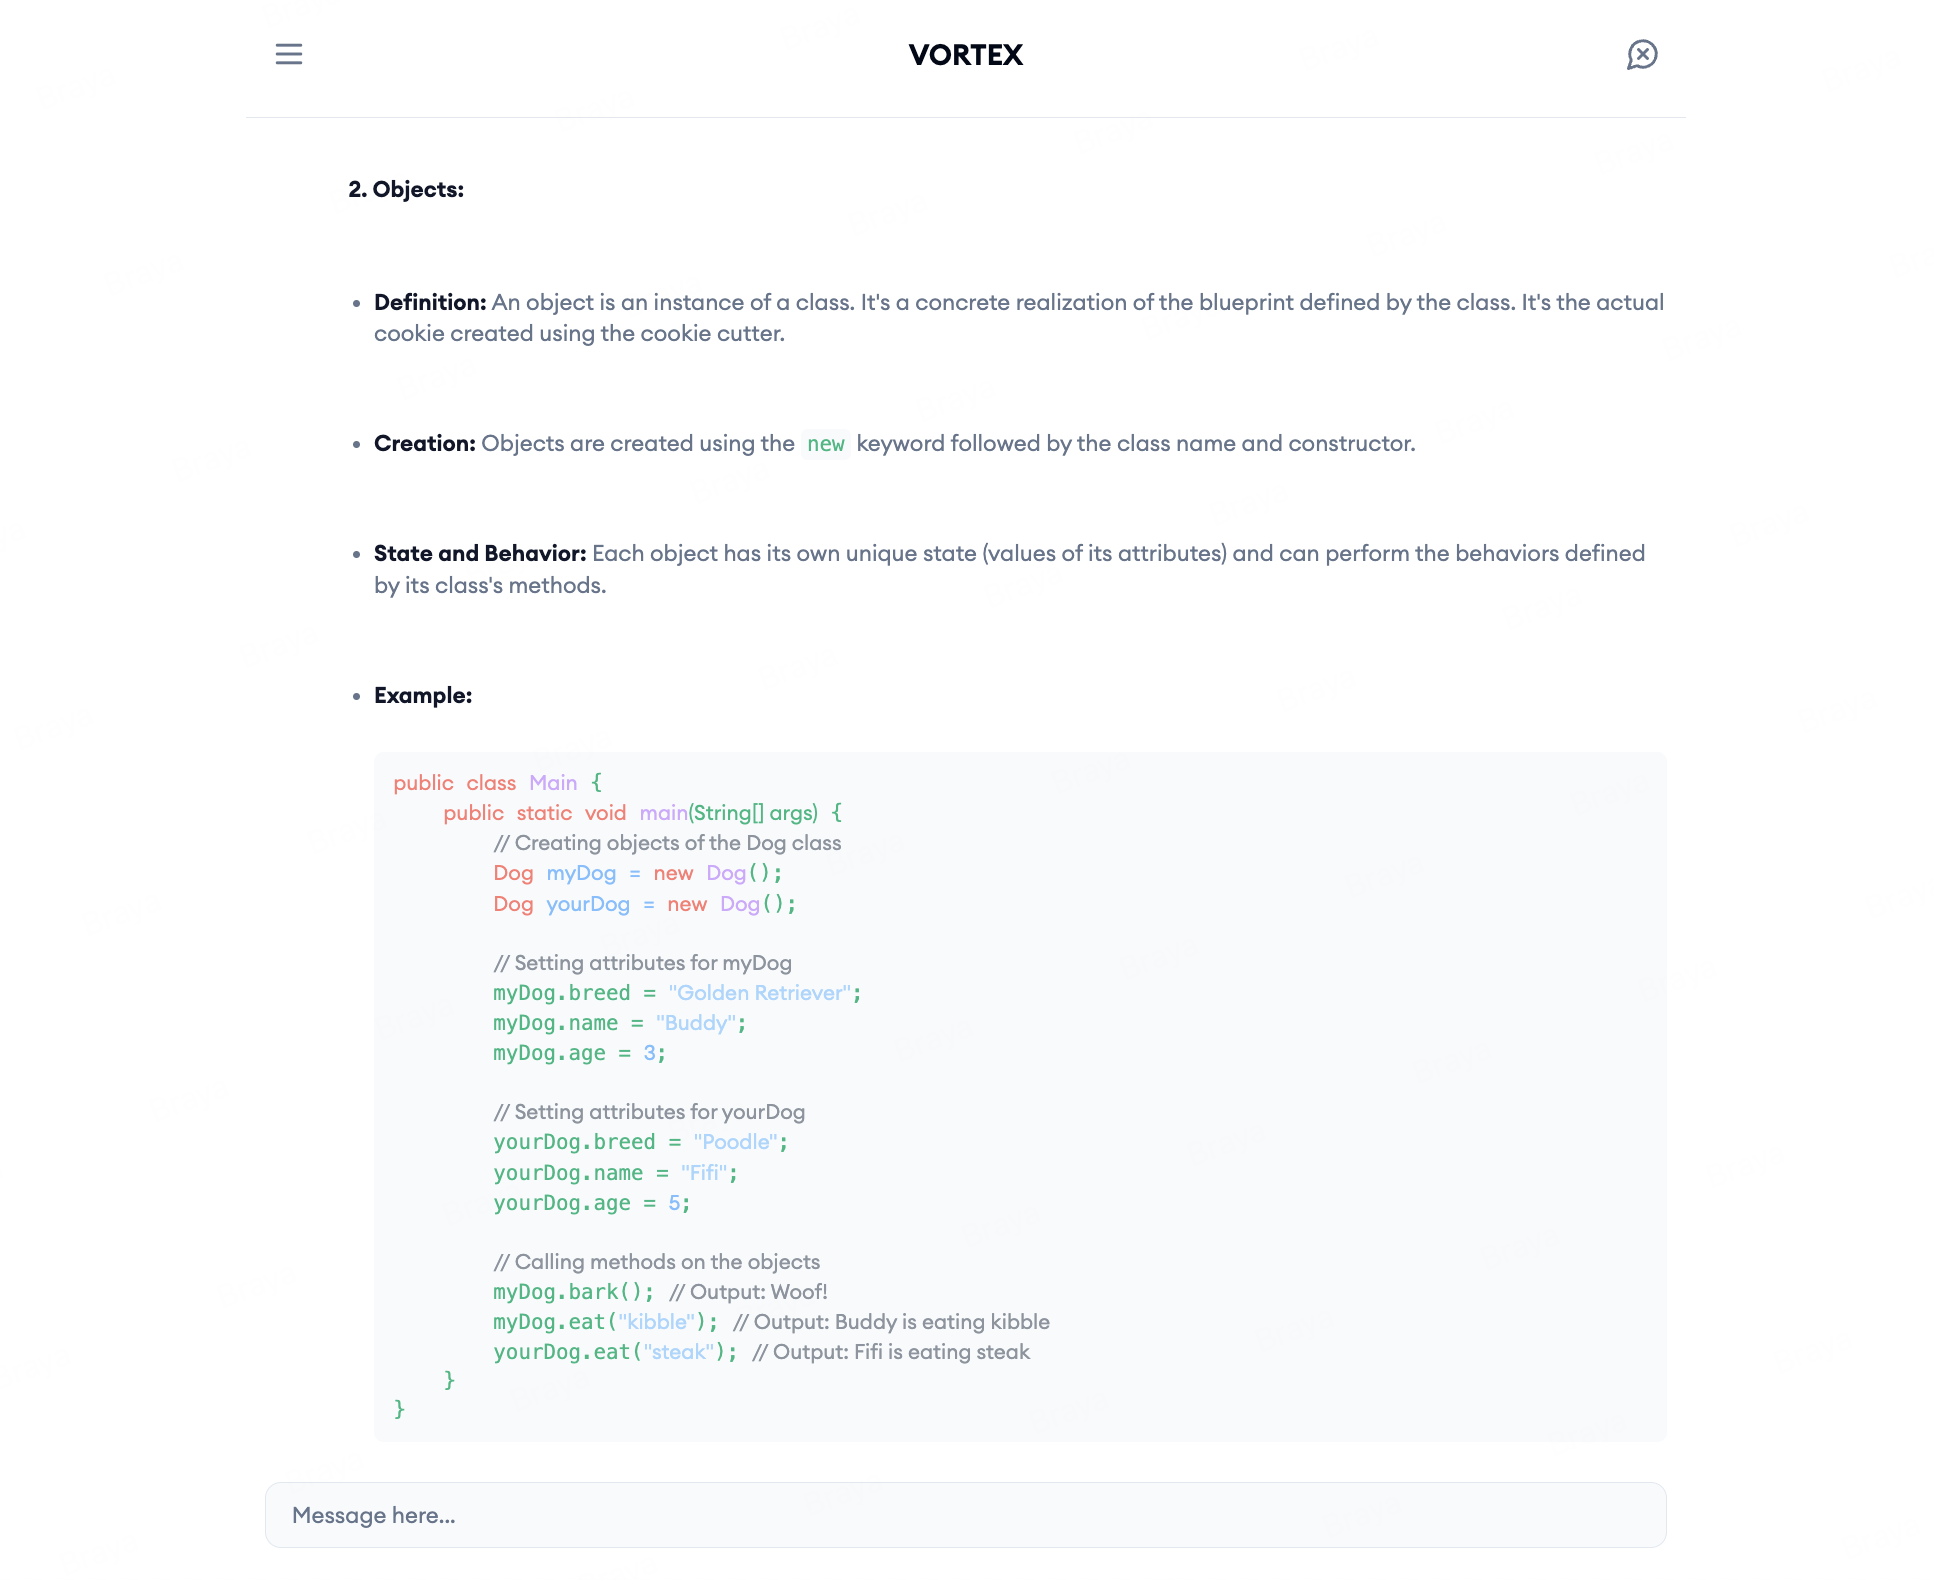 VORTEX
2. Objects:
• Definition: An object is an instance of a class. It's a concrete realization of the blueprint defined by the class. It's the actual
cookie created using the cookie cutter.
• Creation: Objects are created using the new keyword followed by the class name and constructor.
• State and Behavior: Each object has its own unique state (values of its attributes) and can perform the behaviors defined
by its class's methods.
• Example:
public class Main {
    public static void main(String[] args) {
        // Creating objects of the Dog class
        Dog myDog = new Dog();
        Dog yourDog = new Dog();

        // Setting attributes for myDog
        myDog.breed = "Golden Retriever";
        myDog.name = "Buddy";
        myDog.age = 3;

        // Setting attributes for yourDog
        yourDog.breed = "Poodle";
        yourDog.name = "Fifi";
        yourDog.age = 5;

        // Calling methods on the objects
        myDog.bark(); // Output: Woof!
        myDog.eat("kibble"); // Output: Buddy is eating kibble
        yourDog.eat("steak"); // Output: Fifi is eating steak
    }
}
Message here...